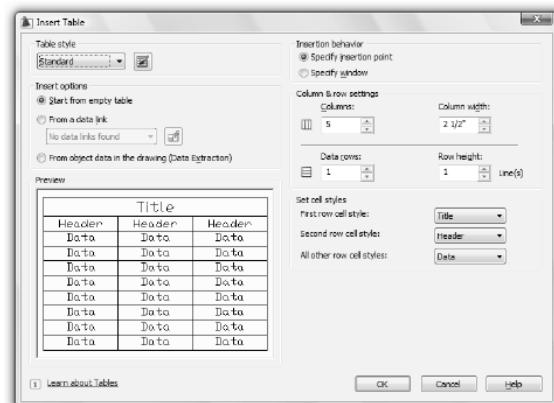 Insert Table
Table style
Standard
Insert options
Start from empty table
From a data link
No data links found
From object data in the drawing (Data Extraction)
Preview
Title
Header Header Header
Data Data Data
Data Data Data
Data Data Data
Data Data Data
Data Data Data
Data Data Data
Data Data Data
Data Data Data
Learn about Tables
Insertion behavior
Specify insertion point
Specify window
Column & row settings
Columns: Column width:
5 2 1/2"
Data rows: Row height:
1 1 Line(s)
Set cell styles
First row cell style: Title
Second row cell style: Header
All other row cell styles: Data
OK Cancel Help